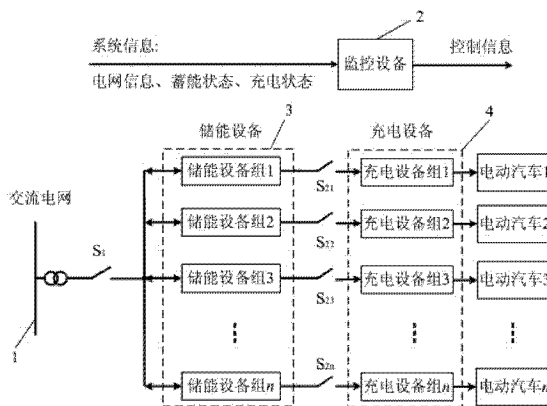 2
系统信息:
控制信息
监控设备
电网信息、蓄能状态、充电状态
储能设备
3
充电设备
4
储能设备组1
S21
充电设备组1
电动汽车1
交流电网
储能设备组2
S22
充电设备组2
电动汽车2
S1
储能设备组3
S23
充电设备组3
电动汽车3
1
储能设备组n
S2n
充电设备组n
电动汽车n